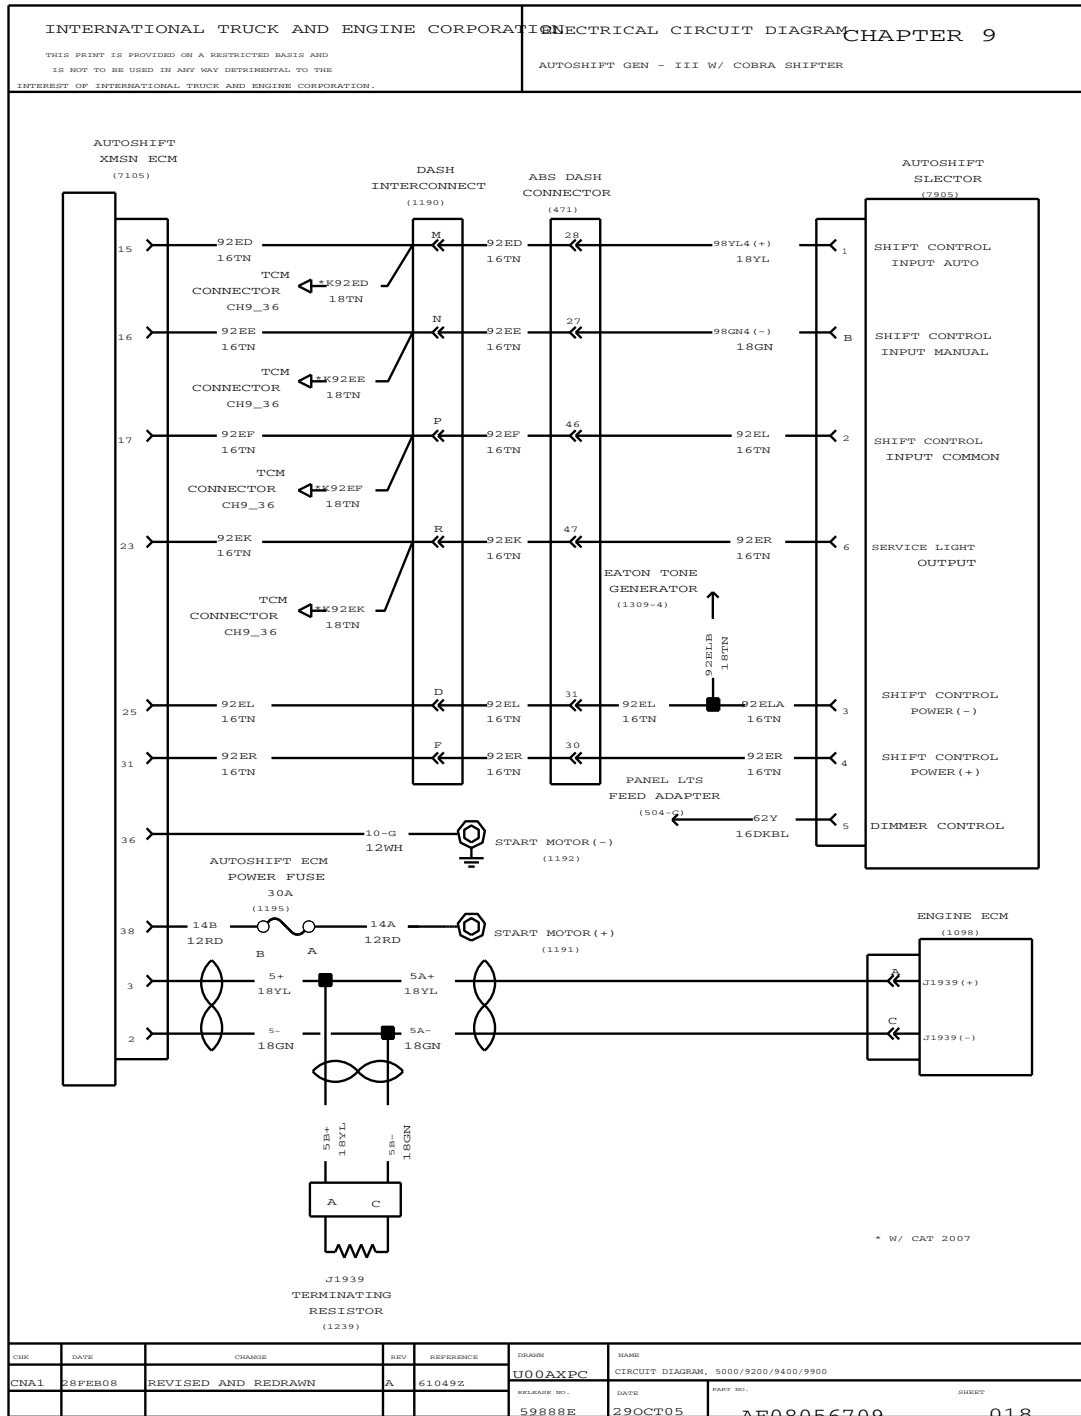 INTERNATIONAL TRUCK AND ENGINE CORPORATION
THIS PRINT IS PROVIDED ON A RESTRICTED BASIS AND
IS NOT TO BE USED IN ANY WAY DETRIMENTAL TO THE
INTEREST OF INTERNATIONAL TRUCK AND ENGINE CORPORATION.
ELECTRICAL CIRCUIT DIAGRAM
CHAPTER 9
AUTOSHIFT GEN - III W/ COBRA SHIFTER
AUTOSHIFT
XMSN ECM
(7105)
DASH
INTERCONNECT
(1190)
ABS DASH
CONNECTOR
(471)
AUTOSHIFT
SLECTOR
(7905)
15
92ED
16TN
M
92ED
16TN
28
98YL4(+)
18YL
1
SHIFT CONTROL
INPUT AUTO
TCM
CONNECTOR
CH9_36
*K92ED
18TN
16
92EE
16TN
N
92EE
16TN
27
98GN4(-)
18GN
B
SHIFT CONTROL
INPUT MANUAL
TCM
CONNECTOR
CH9_36
*K92EE
18TN
17
92EF
16TN
P
92EF
16TN
46
92EL
16TN
2
SHIFT CONTROL
INPUT COMMON
TCM
CONNECTOR
CH9_36
*K92EF
18TN
23
92EK
16TN
R
92EK
16TN
47
92ER
16TN
6
SERVICE LIGHT
OUTPUT
TCM
CONNECTOR
CH9_36
*K92EK
18TN
EATON TONE
GENERATOR
(1309-4)
92ELB
18TN
25
92EL
16TN
D
92EL
16TN
31
92EL
16TN
92ELA
16TN
3
SHIFT CONTROL
POWER(-)
31
92ER
16TN
F
92ER
16TN
30
92ER
16TN
4
SHIFT CONTROL
POWER(+)
PANEL LTS
FEED ADAPTER
(504-C)
62Y
16DKBL
5
DIMMER CONTROL
36
10-G
12WH
START MOTOR(-)
(1192)
AUTOSHIFT ECM
POWER FUSE
30A
(1195)
38
14B
12RD
B
A
14A
12RD
START MOTOR(+)
(1191)
ENGINE ECM
(1098)
3
5+
18YL
5A+
18YL
A
J1939(+)
2
5-
18GN
5A-
18GN
C
J1939(-)
5B+
18YL
5B-
18GN
A
C
J1939
TERMINATING
RESISTOR
(1239)
* W/ CAT 2007
CHK
DATE
CHANGE
REV
REFERENCE
CNA1
28FEB08
REVISED AND REDRAWN
A
61049Z
DRAWN
U00AXPC
NAME
CIRCUIT DIAGRAM, 5000/9200/9400/9900
RELEASE NO.
59888E
DATE
29OCT05
PART NO.
AF08056709
SHEET
018